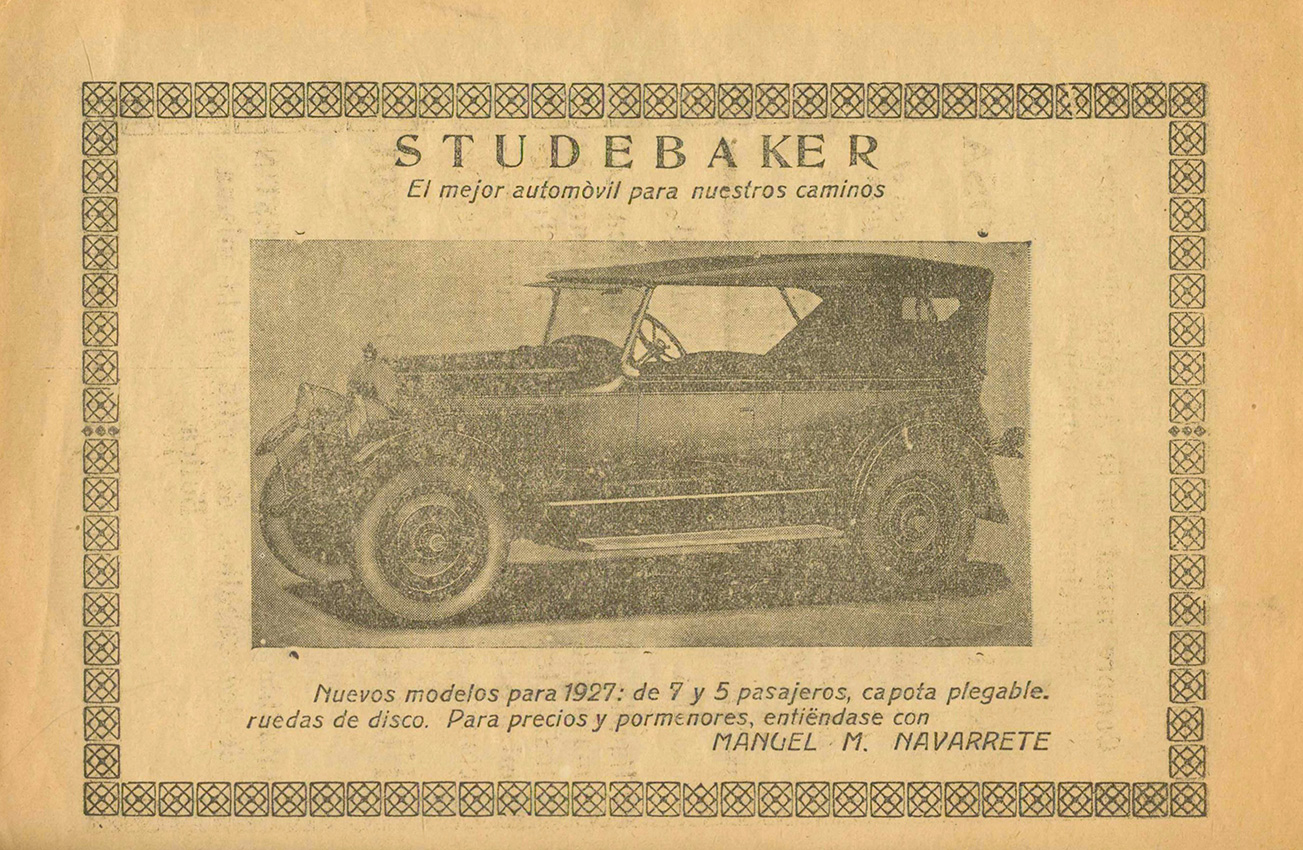 STUDEBAKER
El mejor automòvil para nuestros caminos
Nuevos modelos para 1927: de 7 y 5 pasajeros, capota plegable.
ruedas de disco. Para precios y pormenores, entiëndase con
MANUEL M. NAVARRETE